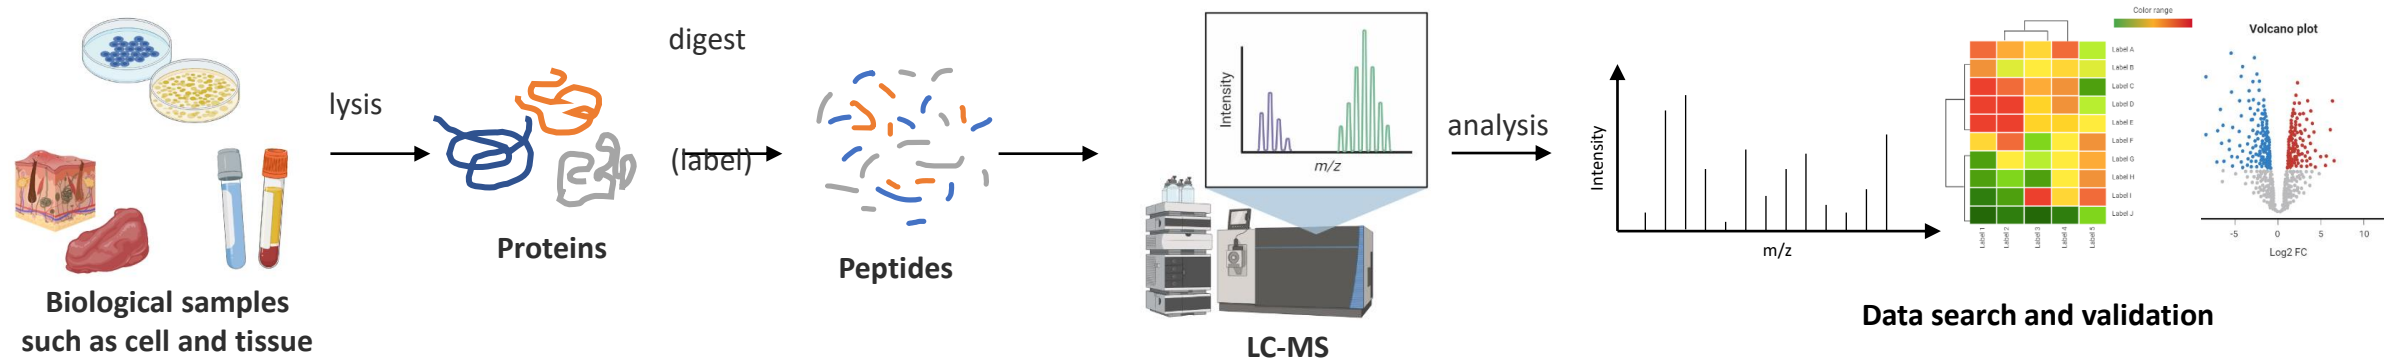 Biological samples
such as cell and tissue
lysis
Proteins
digest
(label)
Peptides
Intensity
m/z
LC-MS
analysis
Intensity
m/z
Color range
Label A
Label B
Label C
Label D
Label E
Label F
Label G
Label H
Label I
Label J
Label 1
Label 2
Label 3
Label 4
Label 5
Volcano plot
-5
0
5
10
Log2 FC
Data search and validation